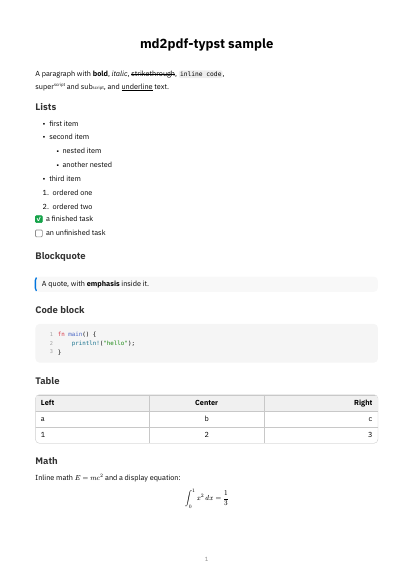 md2pdf-typst sample
A paragraph with bold, italic, strikethrough, inline code,
superscript and subscript, and underline text.
Lists
• first item
• second item
• nested item
• another nested
• third item
1. ordered one
2. ordered two
✓ a finished task
☐ an unfinished task
Blockquote
A quote, with emphasis inside it.
Code block
1 fn main() {
2     println!("hello");
3 }
Table
Left Center Right
a b c
1 2 3
Math
Inline math E = mc² and a display equation:
∫₀¹ x² dx = 1/3
1